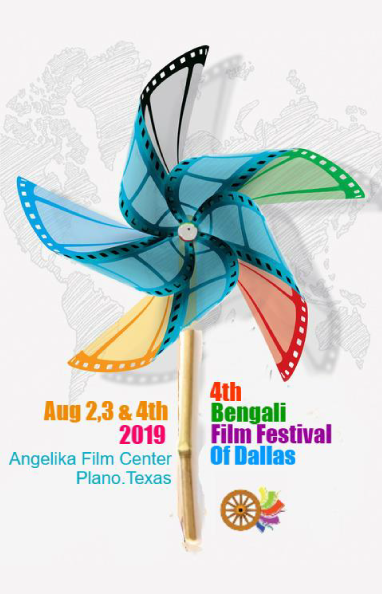 Aug 2,3 & 4th
2019
Angelika Film Center
Plano.Texas
4th
Bengali
Film Festival
Of Dallas